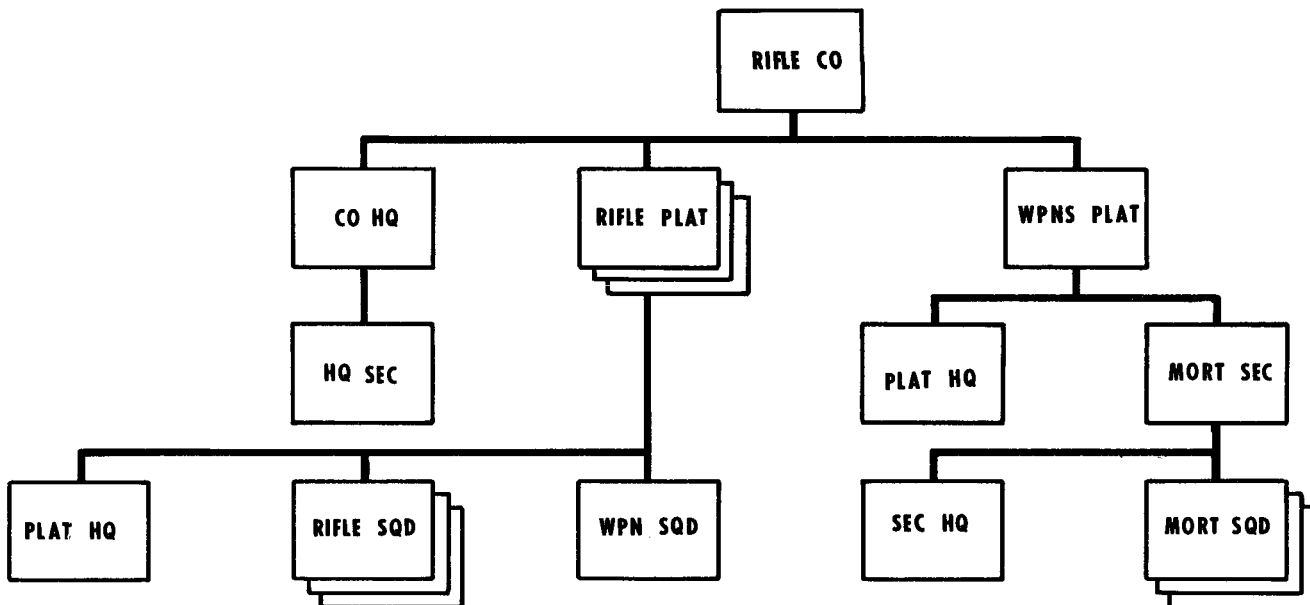 RIFLE CO
CO HQ
RIFLE PLAT
WPNS PLAT
HQ SEC
PLAT HQ
MORT SEC
PLAT HQ
RIFLE SQD
WPN SQD
SEC HQ
MORT SQD